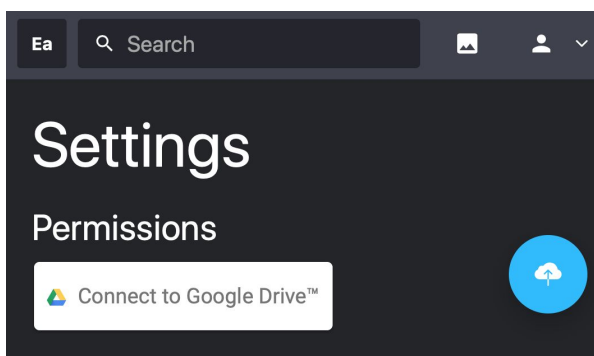 Ea
Search
Settings
Permissions
Connect to Google Drive™